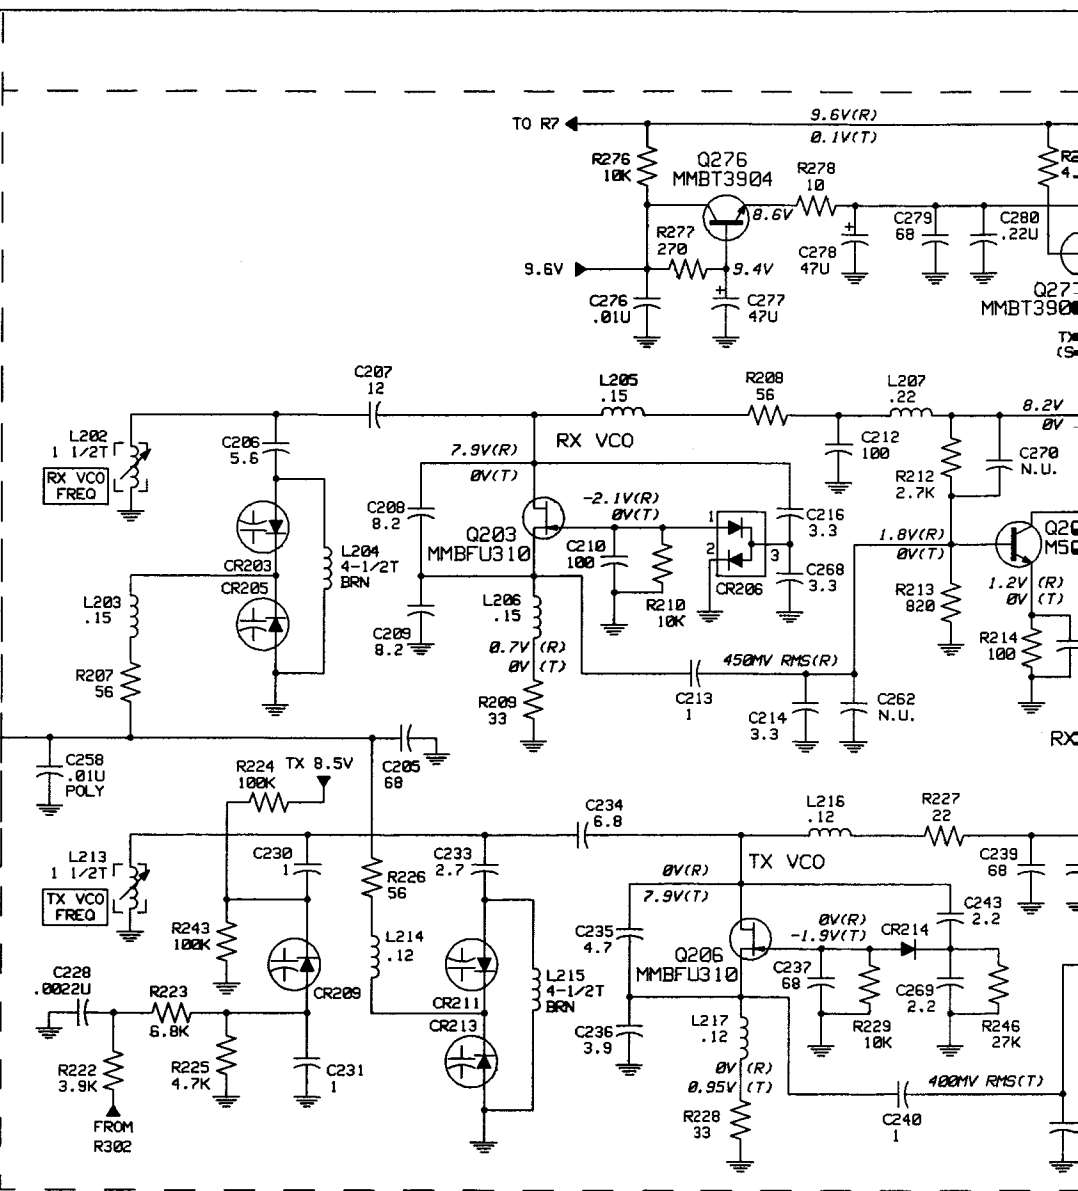 TO R7
9.6V(R)
0.1V(T)
R276
10K
Q276
MMBT3904
R278
10
8.6V
R277
270
C279
68
C280
.22U
C278
47U
9.6V
9.4V
C276
.01U
C277
47U
C207
12
L205
.15
R208
56
L207
.22
8.2V
0V
L202
1 1/2T
RX VCO
FREQ
C206
5.6
7.9V(R)
0V(T)
RX VCO
C212
100
R212
2.7K
C270
N.U.
C208
8.2
Q203
MMBFU310
-2.1V(R)
0V(T)
C210
100
1
2
3
CR206
C216
3.3
1.8V(R)
0V(T)
CR203
CR205
L204
4-1/2T
BRN
C268
3.3
L203
.15
C209
8.2
L206
.15
R210
10K
R213
820
1.2V (R)
0V (T)
0.7V (R)
0V (T)
R214
100
R207
56
R209
33
450MV RMS(R)
C213
1
C214
3.3
C262
N.U.
C258
.01U
POLY
R224
100K
TX 8.5V
C205
68
C234
6.8
L216
.12
R227
22
L213
1 1/2T
TX VCO
FREQ
C230
1
R226
56
C233
2.7
0V(R)
7.9V(T)
TX VCO
C239
68
R243
100K
L214
.12
C235
4.7
Q206
MMBFU310
0V(R)
-1.9V(T)
CR214
C243
2.2
C228
.0022U
R223
6.8K
CR209
CR211
CR213
L215
4-1/2T
BRN
C237
68
C269
2.2
R229
10K
R246
27K
R222
3.9K
R225
4.7K
C231
1
C236
3.9
L217
.12
0V (R)
0.95V (T)
R228
33
400MV RMS(T)
C240
1
FROM
R302